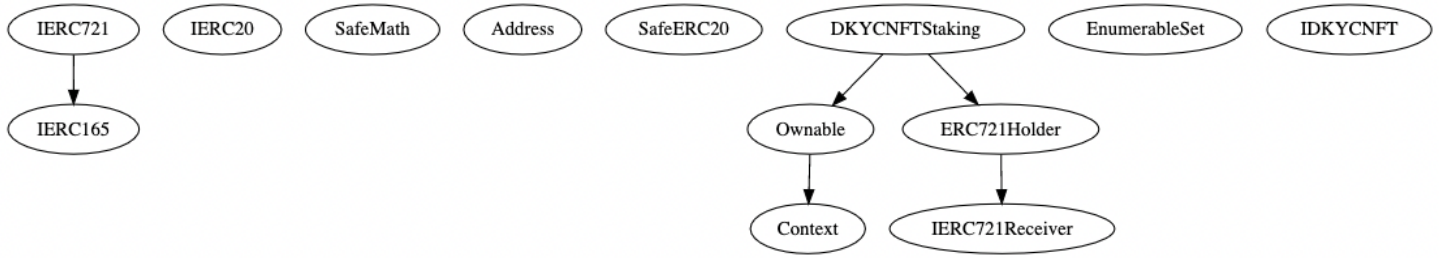 IERC721
IERC20
SafeMath
Address
SafeERC20
DKYCNFTStaking
EnumerableSet
IDKYCNFT
IERC165
Ownable
ERC721Holder
Context
IERC721Receiver